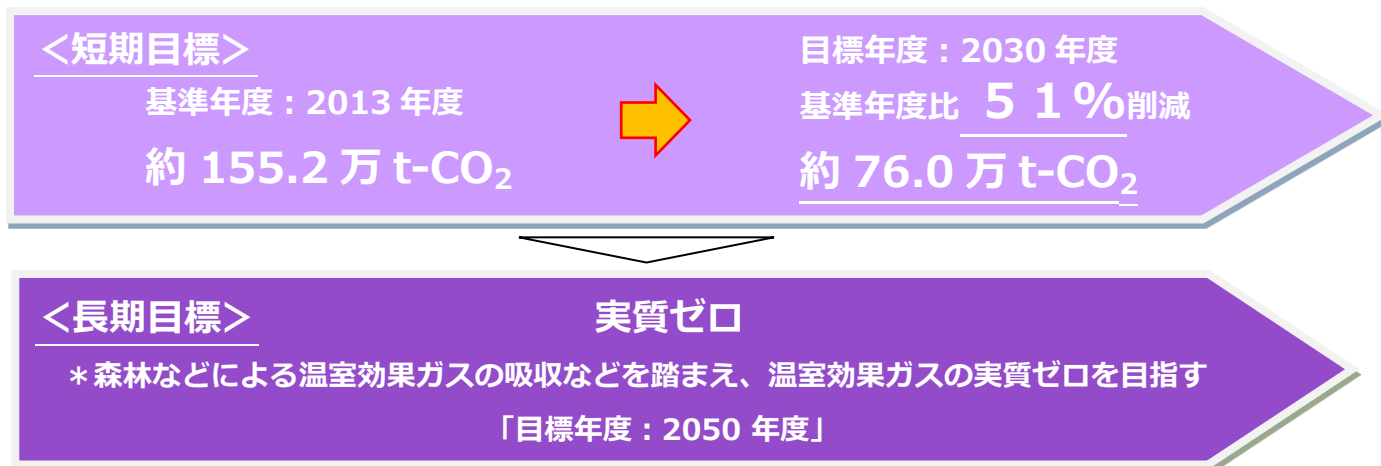 ＜短期目標＞
基準年度：2013 年度
約 155.2 万 t-CO₂
目標年度：2030 年度
基準年度比 ５１％削減
約 76.0 万 t-CO₂
＜長期目標＞ 実質ゼロ
＊森林などによる温室効果ガスの吸収などを踏まえ、温室効果ガスの実質ゼロを目指す
「目標年度：2050 年度」